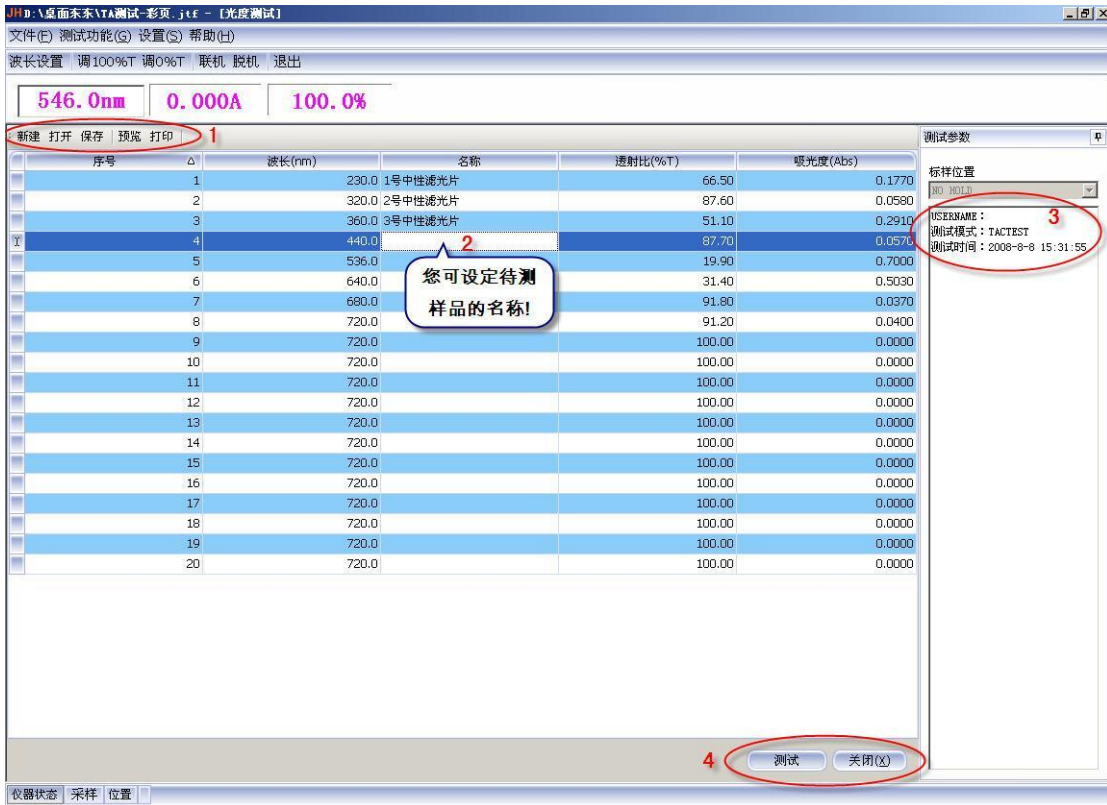 JH D:\桌面东东\TA测试-彩页.jtf - [光度测试]
文件(F) 测试功能(G) 设置(S) 帮助(H)
波长设置 调100%T 调0%T 联机 脱机 退出
546.0nm 0.000A 100.0%
新建 打开 保存 预览 打印 1
测试参数
序号 波长(nm) 名称 透射比(%T) 吸光度(Abs)
标样位置
NO HOLD
1 230.0 1号中性滤光片 66.50 0.1770
2 320.0 2号中性滤光片 87.60 0.0580
3 360.0 3号中性滤光片 51.10 0.2910
4 440.0 2 87.70 0.0570
5 536.0 19.90 0.7000
6 640.0 31.40 0.5030
7 680.0 91.80 0.0370
8 720.0 91.20 0.0400
9 720.0 100.00 0.0000
10 720.0 100.00 0.0000
11 720.0 100.00 0.0000
12 720.0 100.00 0.0000
13 720.0 100.00 0.0000
14 720.0 100.00 0.0000
15 720.0 100.00 0.0000
16 720.0 100.00 0.0000
17 720.0 100.00 0.0000
18 720.0 100.00 0.0000
19 720.0 100.00 0.0000
20 720.0 100.00 0.0000
您可设定待测
样品的名称!
USERNAME：
3
测试模式：TACTEST
测试时间：2008-8-8 15:31:55
4 测试 关闭(X)
仪器状态 采样 位置